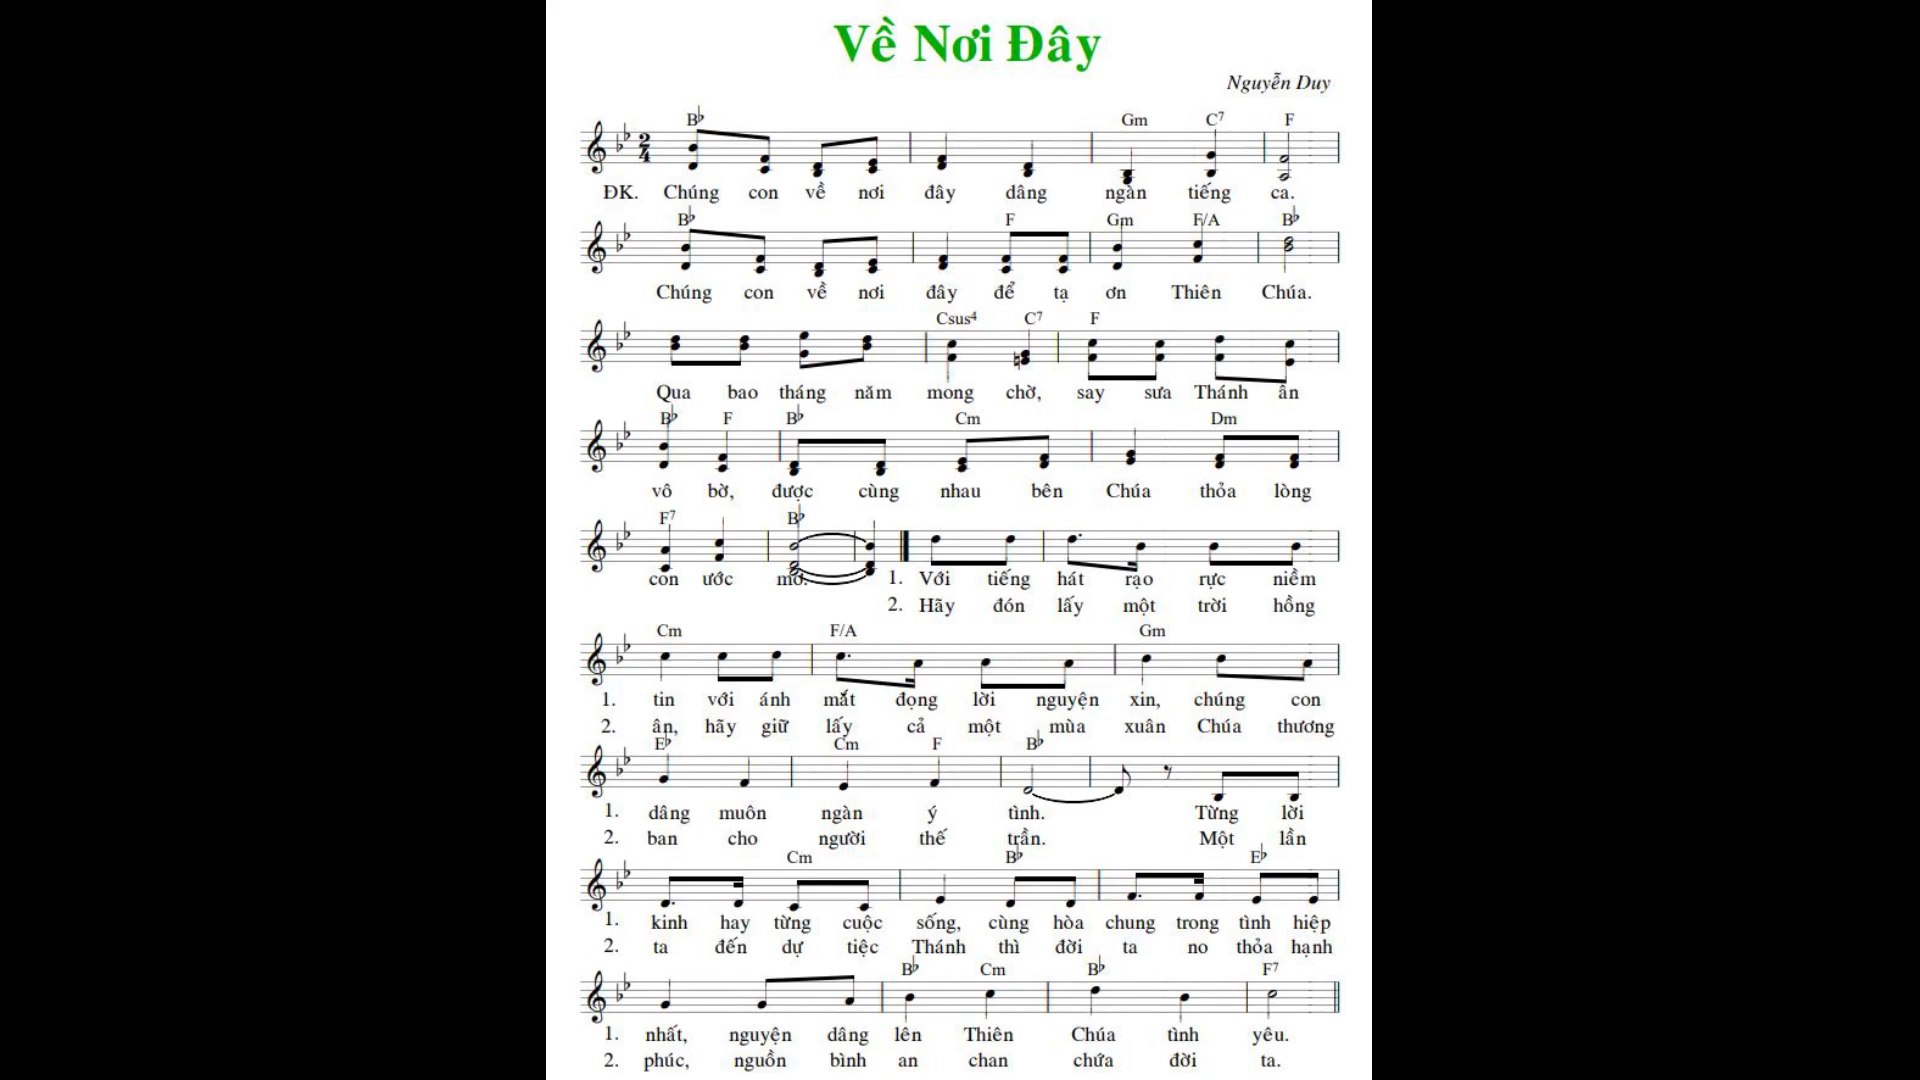 Về Nơi Đây
Nguyễn Duy
B♭ Gm C7 F
2
4
ĐK. Chúng con về nơi đây dâng ngàn tiếng ca.
B♭ F Gm F/A B♭
Chúng con về nơi đây để tạ ơn Thiên Chúa.
Csus4 C7 F
Qua bao tháng năm mong chờ, say sưa Thánh ân
B♭ F B♭ Cm Dm
vô bờ, được cùng nhau bên Chúa thỏa lòng
F7 B♭
con ước mơ. 1. Với tiếng hát rạo rực niềm
2. Hãy đón lấy một trời hồng
Cm F/A Gm
1. tin với ánh mắt đọng lời nguyện xin, chúng con
2. ân, hãy giữ lấy cả một mùa xuân Chúa thương
E♭ Cm F B♭
1. dâng muôn ngàn ý tình. Từng lời
2. ban cho người thế trần. Một lần
Cm B♭ E♭
1. kinh hay từng cuộc sống, cùng hòa chung trong tình hiệp
2. ta đến dự tiệc Thánh thì đời ta no thỏa hạnh
B♭ Cm B♭ F7
1. nhất, nguyện dâng lên Thiên Chúa tình yêu.
2. phúc, nguồn bình an chan chứa đời ta.